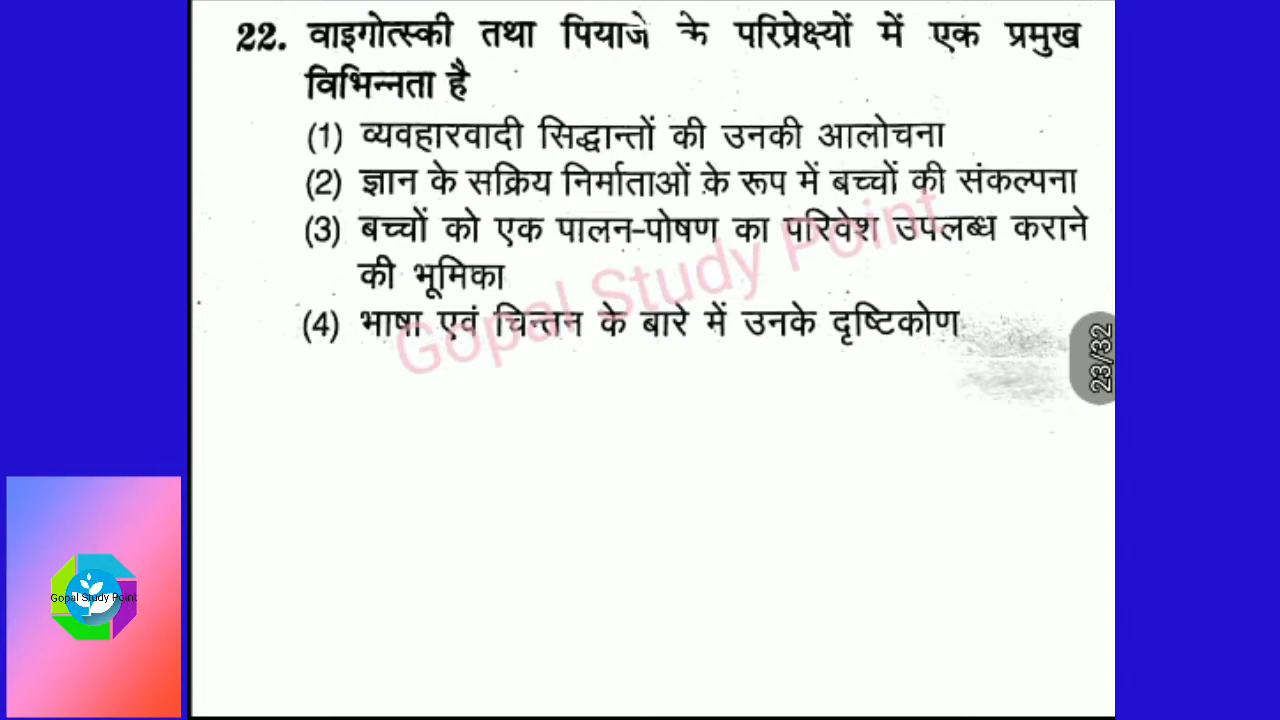 22. वाइगोत्स्की तथा पियाजे के परिप्रेक्ष्यों में एक प्रमुख
विभिन्नता है
(1) व्यवहारवादी सिद्धान्तों की उनकी आलोचना
(2) ज्ञान के सक्रिय निर्माताओं के रूप में बच्चों की संकल्पना
(3) बच्चों को एक पालन-पोषण का परिवेश उपलब्ध कराने
की भूमिका
(4) भाषा एवं चिन्तन के बारे में उनके दृष्टिकोण
Gopal Study Point
23/32
Gopal Study Point